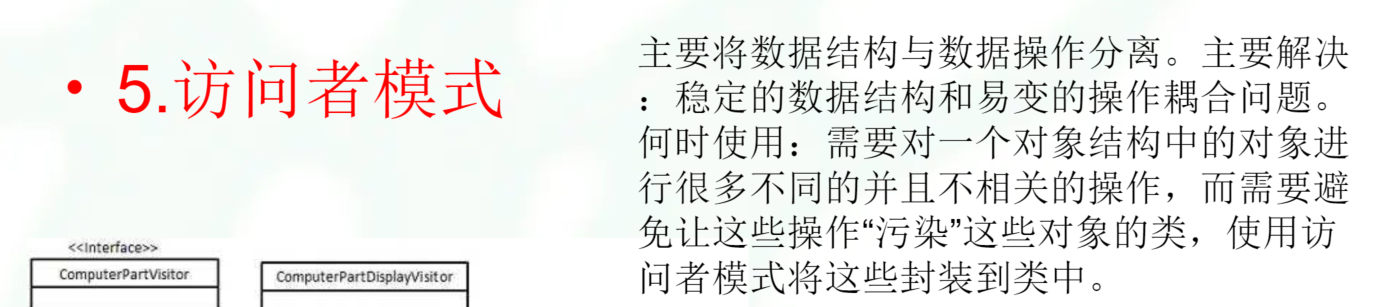 • 5.访问者模式
主要将数据结构与数据操作分离。主要解决
：稳定的数据结构和易变的操作耦合问题。
何时使用：需要对一个对象结构中的对象进
行很多不同的并且不相关的操作，而需要避
免让这些操作“污染”这些对象的类，使用访
问者模式将这些封装到类中。
<<Interface>>
ComputerPartVisitor
ComputerPartDisplayVisitor